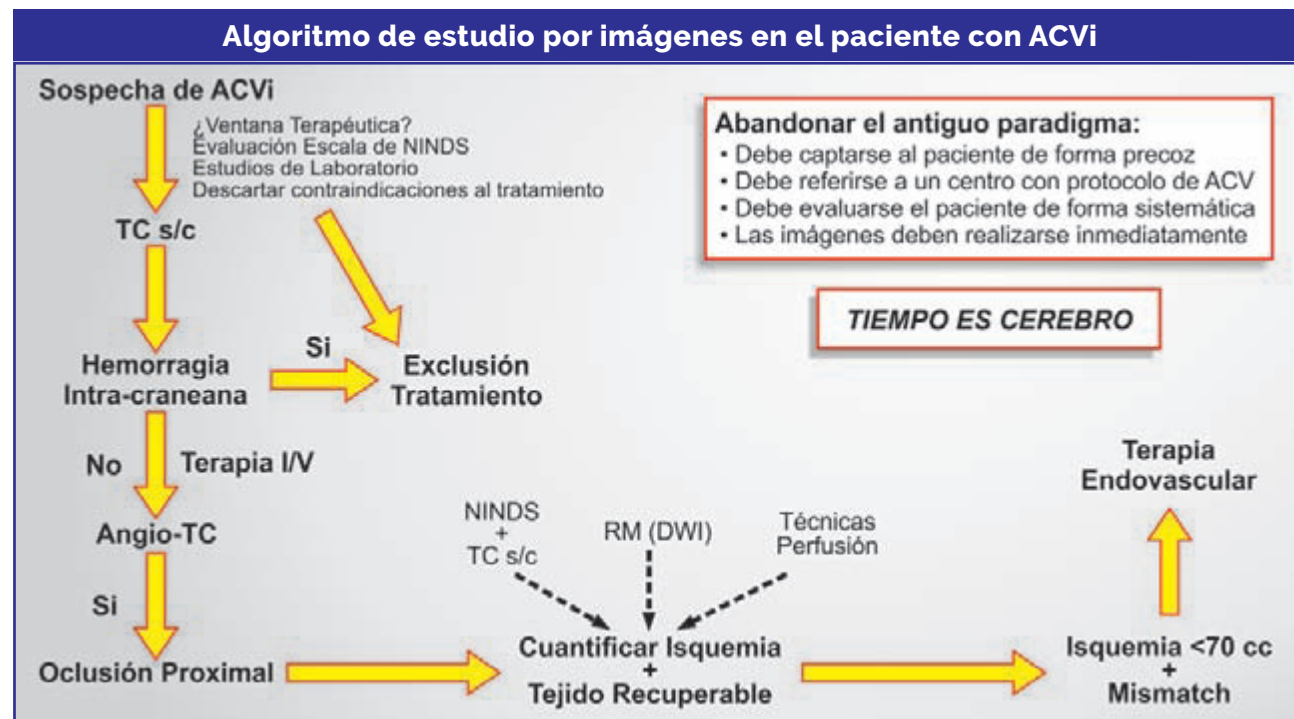 Algoritmo de estudio por imágenes en el paciente con ACVi
Sospecha de ACVi
¿Ventana Terapéutica?
Evaluación Escala de NINDS
Estudios de Laboratorio
Descartar contraindicaciones al tratamiento
Abandonar el antiguo paradigma:
• Debe captarse al paciente de forma precoz
• Debe referirse a un centro con protocolo de ACV
• Debe evaluarse el paciente de forma sistemática
• Las imágenes deben realizarse inmediatamente
TIEMPO ES CEREBRO
TC s/c
Hemorragia
Intra-craneana
Si
Exclusión
Tratamiento
No
Terapia I/V
Angio-TC
Si
Oclusión Proximal
NINDS
+
TC s/c
RM (DWI)
Técnicas
Perfusión
Cuantificar Isquemia
+
Tejido Recuperable
Isquemia <70 cc
+
Mismatch
Terapia
Endovascular